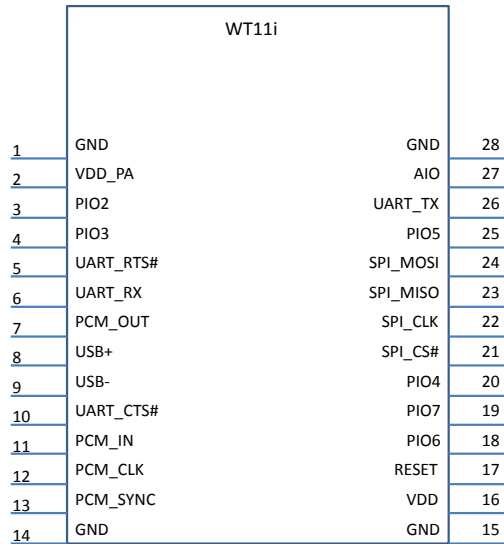 WT11i
1 GND GND 28
2 VDD_PA AIO 27
3 PIO2 UART_TX 26
4 PIO3 PIO5 25
5 UART_RTS# SPI_MOSI 24
6 UART_RX SPI_MISO 23
7 PCM_OUT SPI_CLK 22
8 USB+ SPI_CS# 21
9 USB- PIO4 20
10 UART_CTS# PIO7 19
11 PCM_IN PIO6 18
12 PCM_CLK RESET 17
13 PCM_SYNC VDD 16
14 GND GND 15